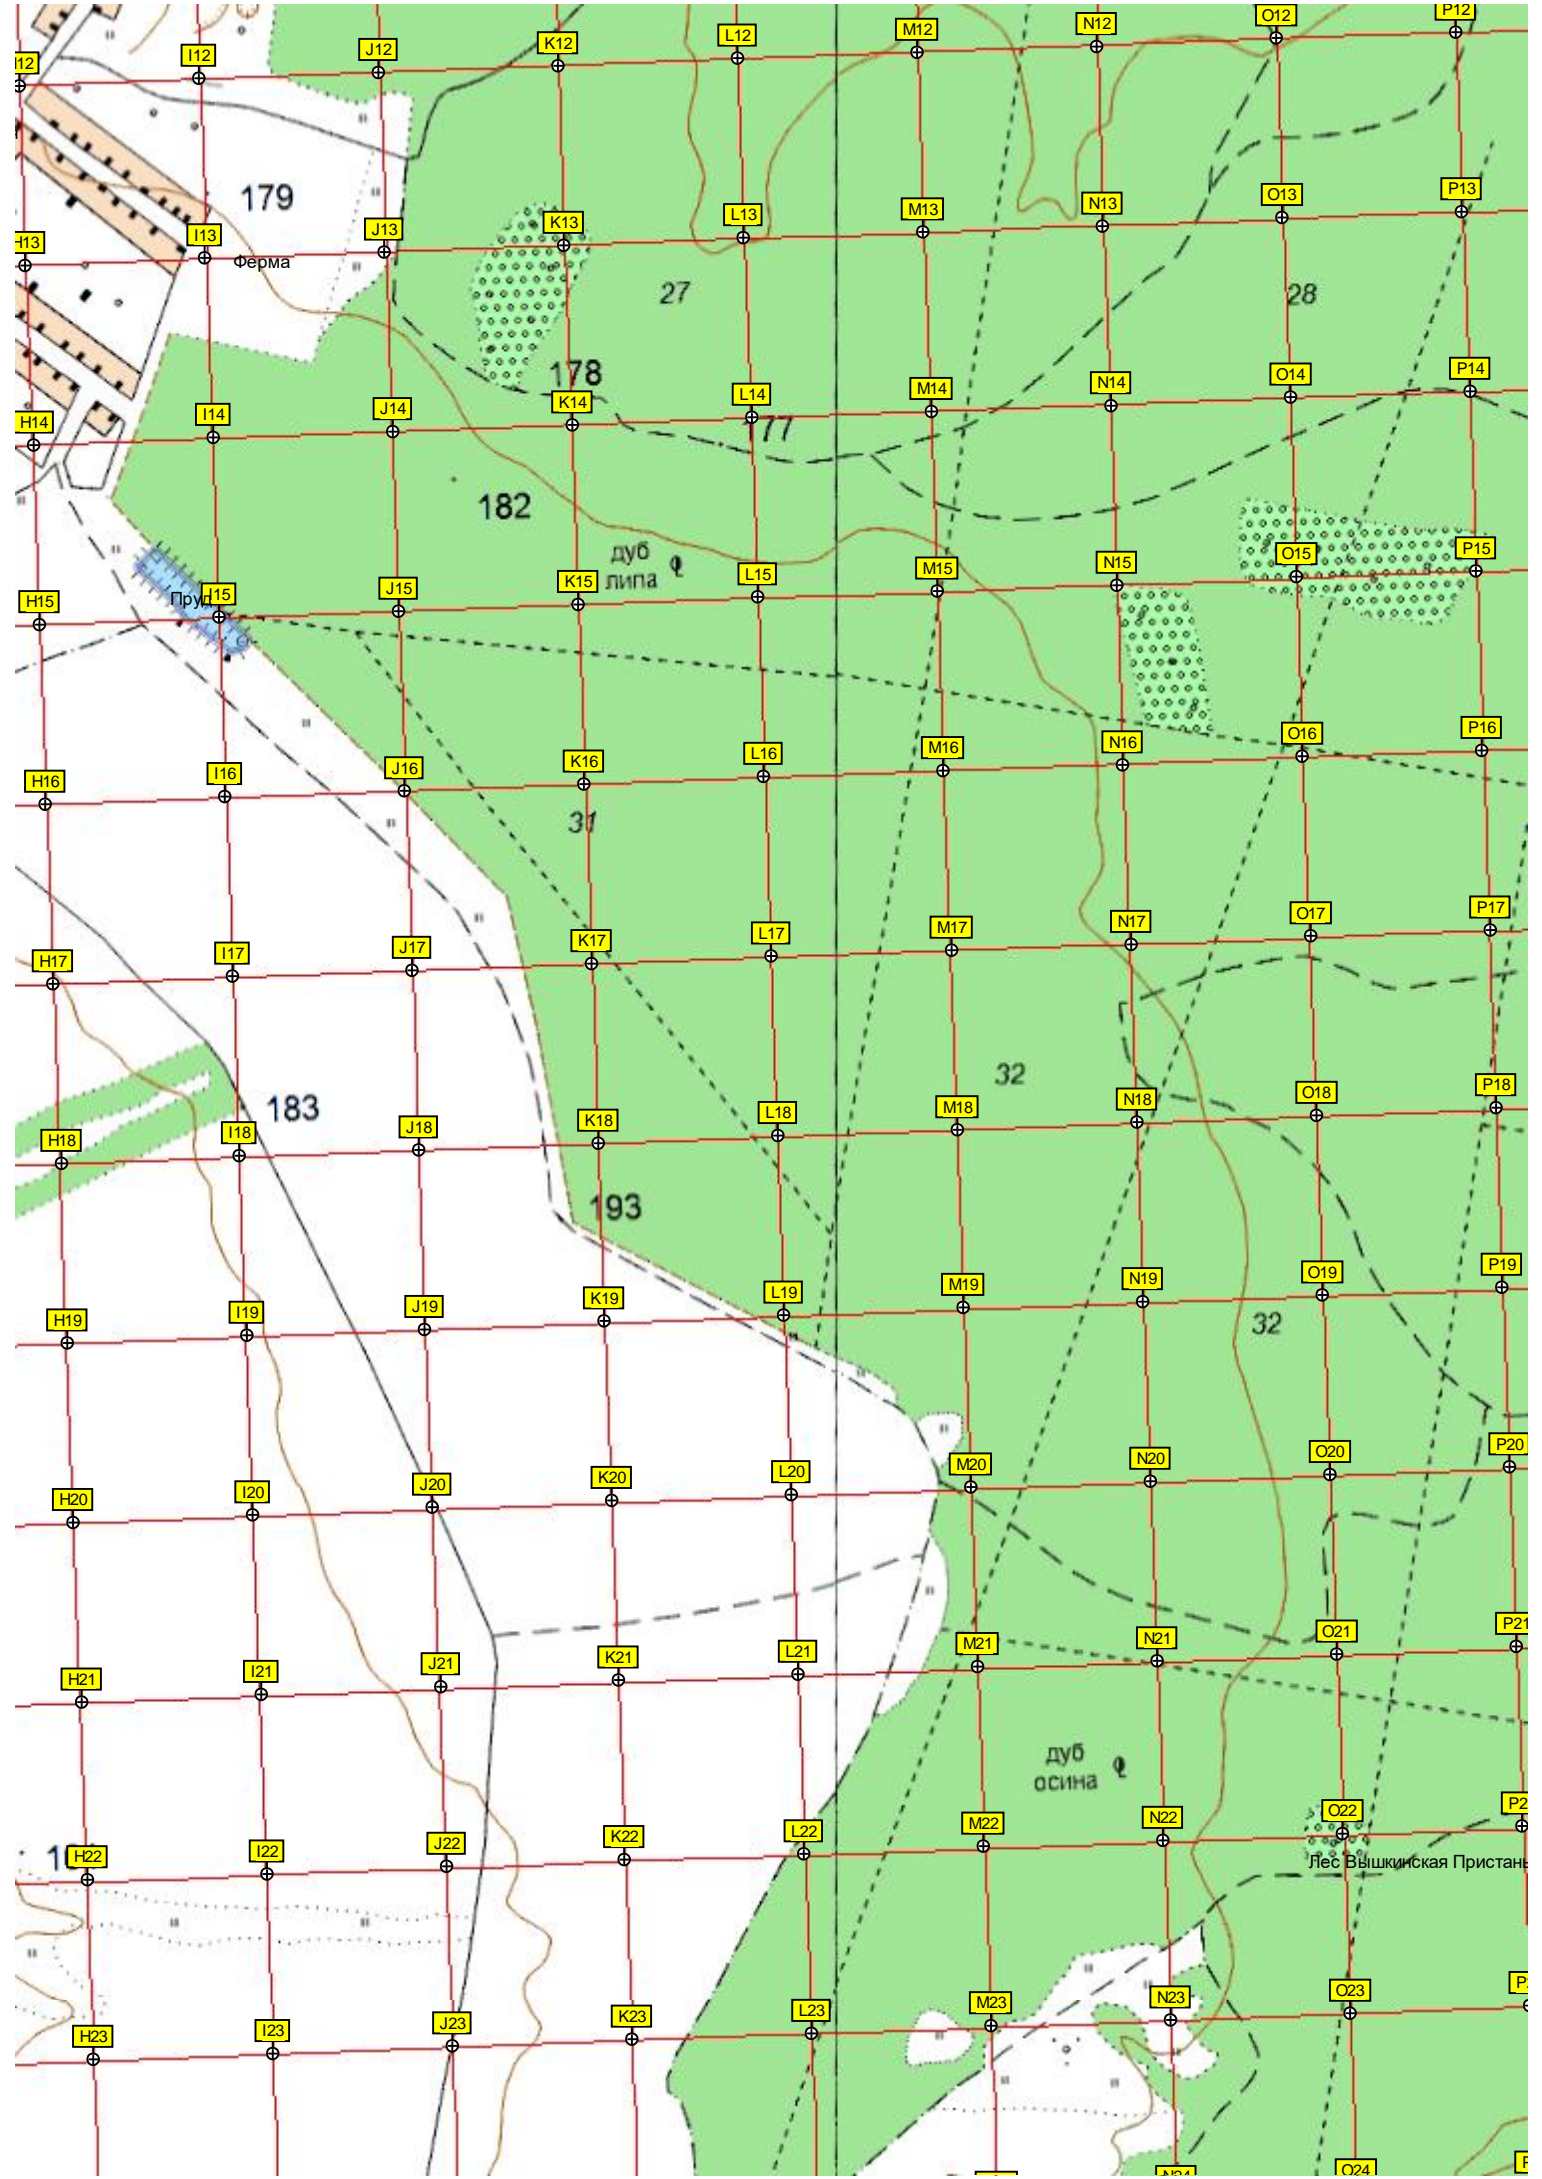 I12 J12 K12 L12 M12 N12 O12 P12
179
H13 I13 J13 K13 L13 M13 N13 O13 P13
Ферма
27 28
178
H14 I14 J14 K14 L14 M14 N14 O14 P14
182
дуб
липа
H15 J15 K15 L15 M15 N15 O15 P15
Пруд
H16 I16 J16 K16 L16 M16 N16 O16 P16
31
H17 I17 J17 K17 L17 M17 N17 O17 P17
32
183
H18 I18 J18 K18 L18 M18 N18 O18 P18
193
H19 I19 J19 K19 L19 M19 N19 O19 P19
32
H20 I20 J20 K20 L20 M20 N20 O20 P20
H21 I21 J21 K21 L21 M21 N21 O21 P21
дуб
осина
H22 I22 J22 K22 L22 M22 N22 O22
Лес Вышкинская Пристань
H23 I23 J23 K23 L23 M23 N23 O23
O24